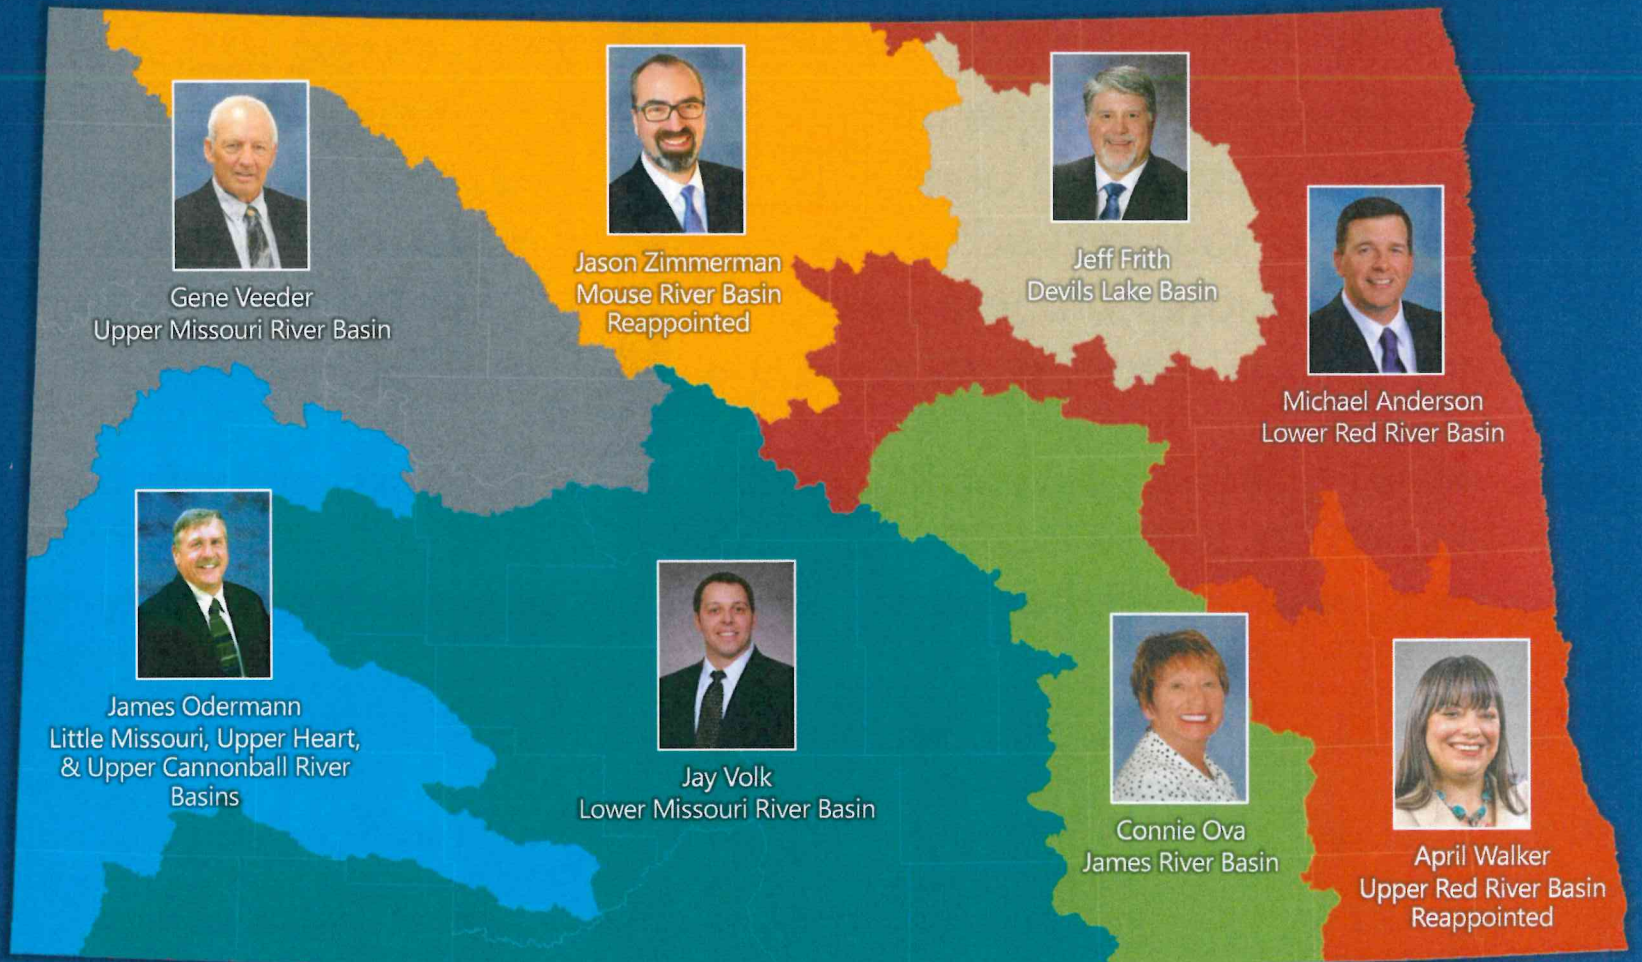 Gene Veeder
Upper Missouri River Basin
Jason Zimmerman
Mouse River Basin
Reappointed
Jeff Frith
Devils Lake Basin
Michael Anderson
Lower Red River Basin
James Odermann
Little Missouri, Upper Heart,
& Upper Cannonball River
Basins
Jay Volk
Lower Missouri River Basin
Connie Ova
James River Basin
April Walker
Upper Red River Basin
Reappointed